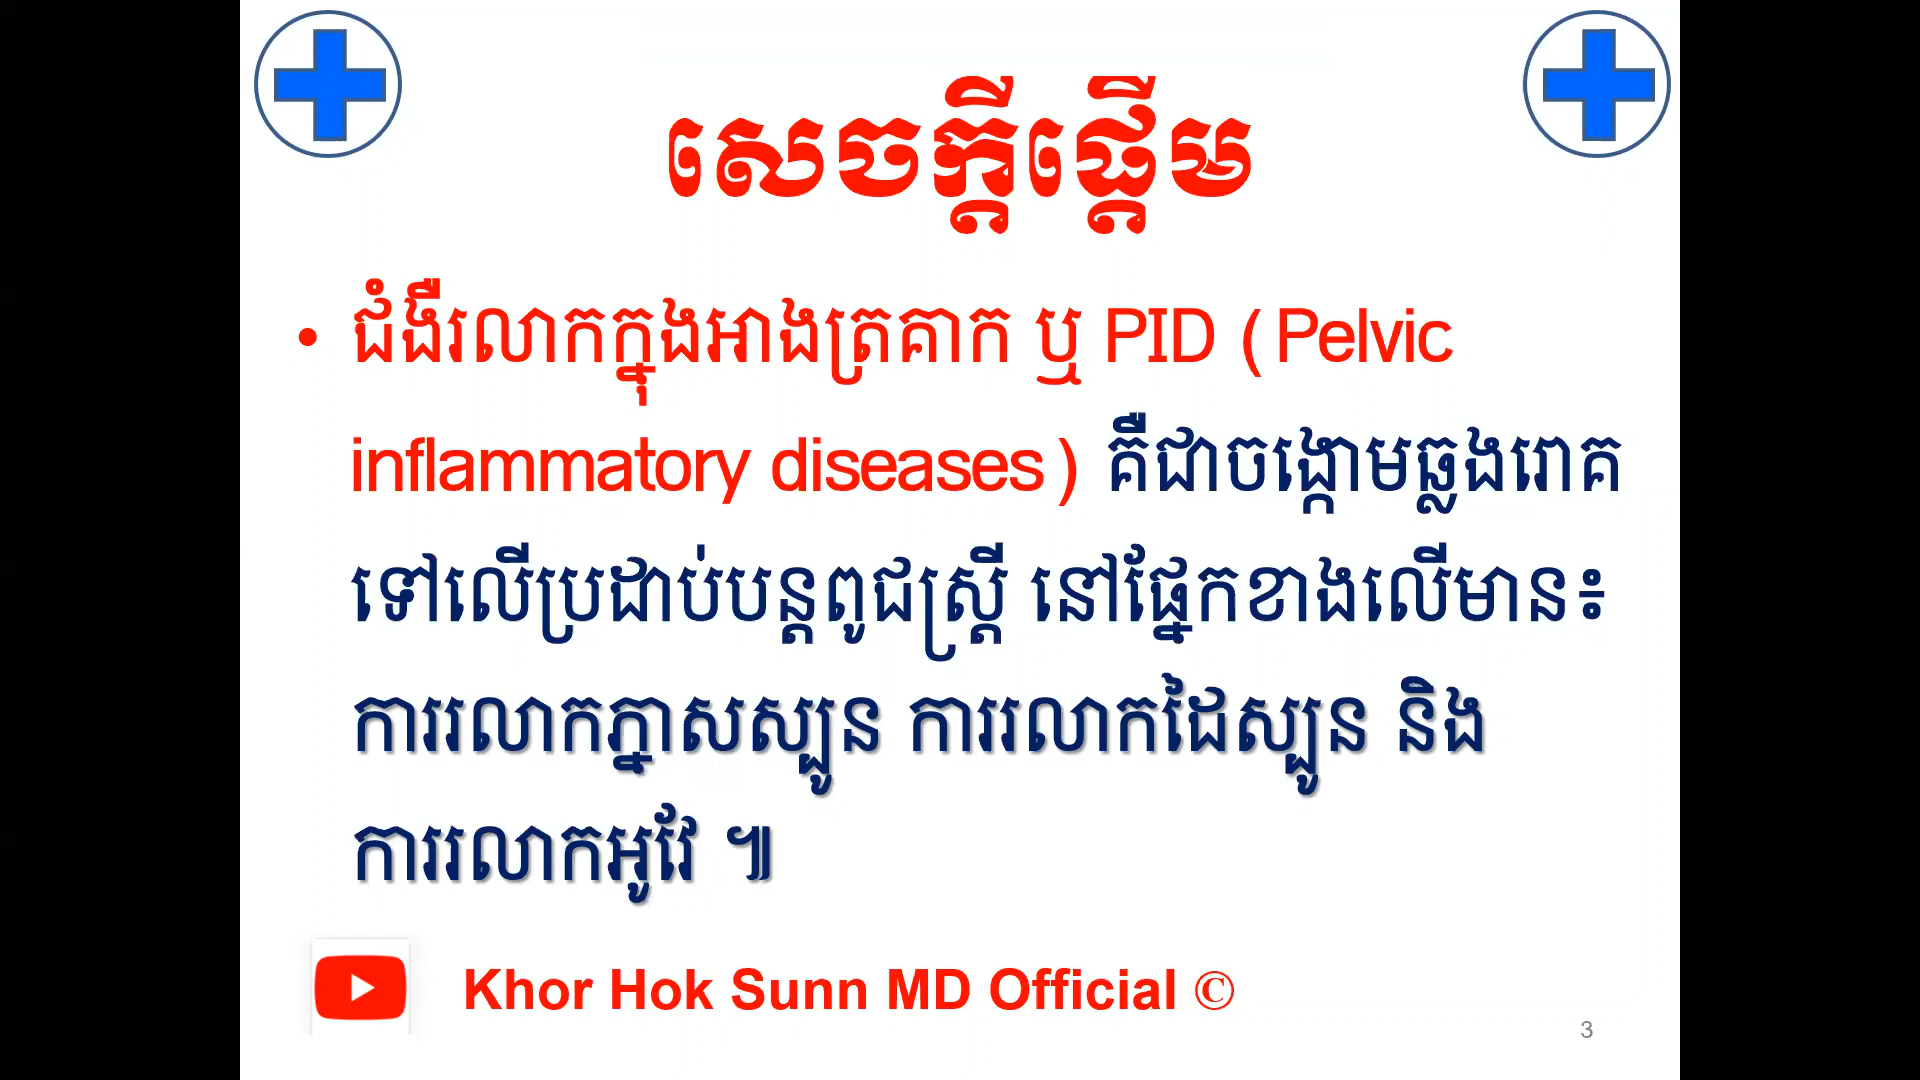 សេចក្តីផ្តើម
• ជំងឺរលាកក្នុងអាងត្រគាក ឬ PID (Pelvic
inflammatory diseases) គឺជាចង្កោមឆ្លងរោគ
ទៅលើប្រដាប់បន្តពូជស្ត្រី នៅផ្នែកខាងលើមាន៖
ការរលាកភ្នាសស្បូន ការរលាកដៃស្បូន និង
ការរលាកអូវែ ៕
Khor Hok Sunn MD Official ©
3